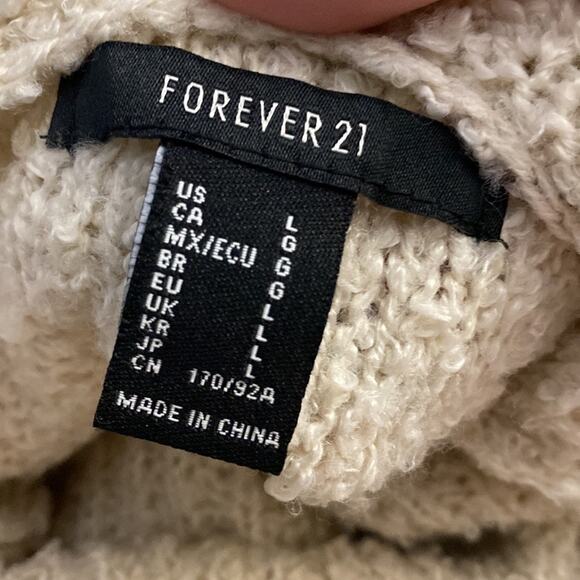 FOREVER 21
US L
CA G
MX/ECU G
BR G
EU L
UK L
KR L
JP L
CN 170/92A
MADE IN CHINA